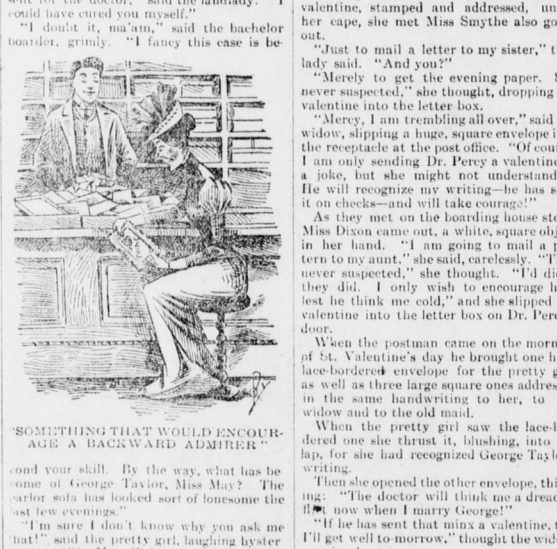 sent for the doctor," said the landlady. "I
could have cured you myself."
"I doubt it, ma'am," said the bachelor
boarder, grimly. "I fancy this case is be-
"SOMETHING THAT WOULD ENCOUR-
AGE A BACKWARD ADMIRER"
yond your skill. By the way, what has be
come of George Taylor, Miss May? The
parlor sofa has looked sort of lonesome the
last few evenings."
"I'm sure I don't know why you ask me
that!" said the pretty girl, laughing hyster
valentine, stamped and addressed, un
her cape, she met Miss Smythe also go
out.
"Just to mail a letter to my sister," t
lady said. "And you?"
"Merely to get the evening paper. S
never suspected," she thought, dropping
valentine into the letter box.
"Mercy, I am trembling all over," said
widow, slipping a huge, square envelope i
the receptacle at the post office. "Of cour
I am only sending Dr. Percy a valentin
a joke, but she might not understand
He will recognize my writing—he has s
it on checks—and will take courage!"
As they met on the boarding house ste
Miss Dixon came out, a white, square obj
in her hand. "I am going to mail a p
tern to my aunt," she said, carelessly. "T
never suspected," she thought. "I'd di
they did. I only wish to encourage h
lest he think me cold," and she slipped
valentine into the letter box on Dr. Perc
door.
When the postman came on the morn
of St. Valentine's day he brought one h
lace-bordered envelope for the pretty g
as well as three large square ones addres
in the same handwriting to her, to
widow and to the old maid.
When the pretty girl saw the lace-b
dered one she thrust it, blushing, into
lap, for she had recognized George Tayl
writing.
Then she opened the other envelope, thi
ing: "The doctor will think me a dread
flirt now when I marry George!"
"If he has sent that minx a valentine,
I'll get well to-morrow," thought the wid